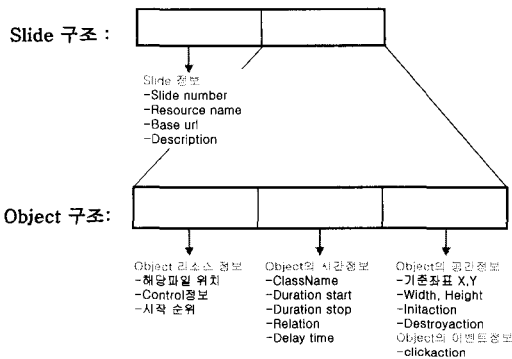 Slide 구조 :
Slide 정보
-Slide number
-Resource name
-Base url
-Description
Object 구조:
Object 리소스 정보
-해당파일 위치
-Control정보
-시작 순위
Object의 시간정보
-ClassName
-Duration start
-Duration stop
-Relation
-Delay time
Object의 공간정보
-기준좌표 X,Y
-Width, Height
-Initaction
-Destroyaction
Object의 이벤트정보
-clickaction